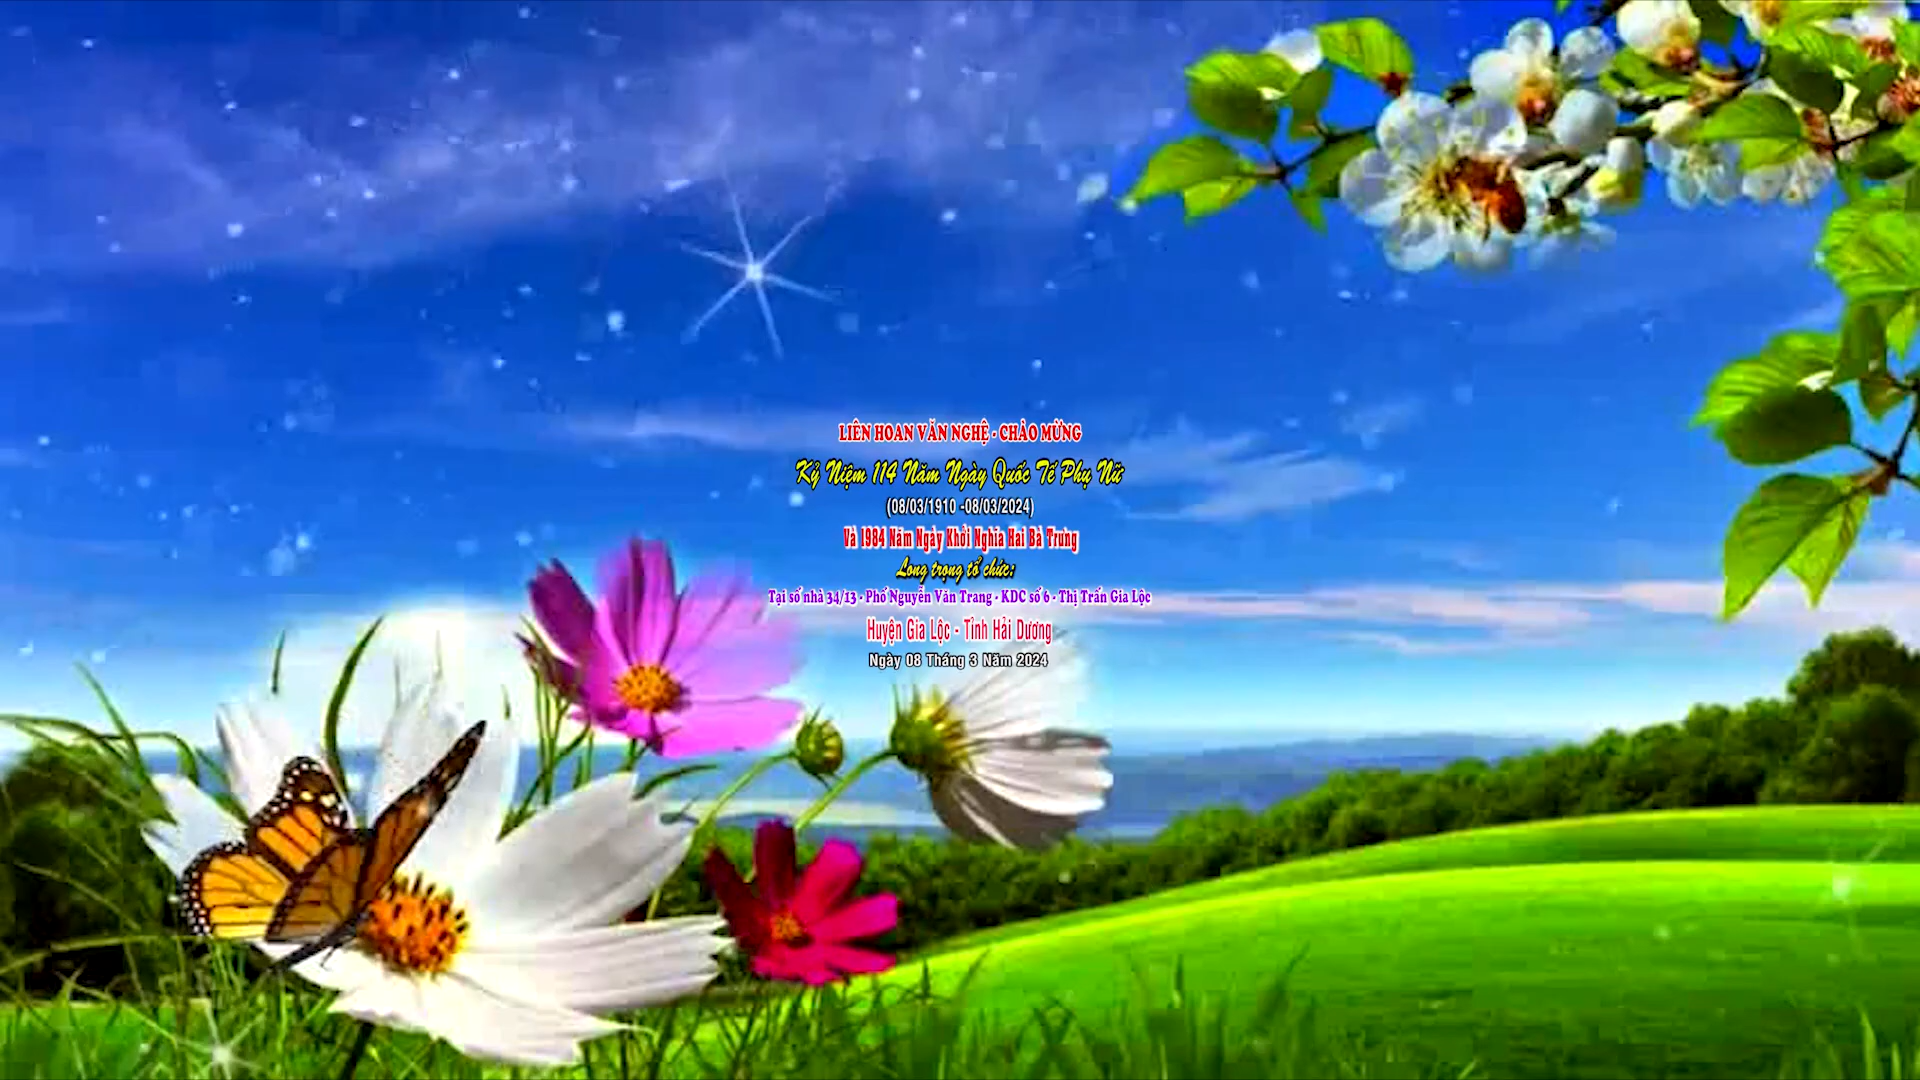 LIÊN HOAN VĂN NGHỆ - CHÀO MỪNG
Kỷ Niệm 114 Năm Ngày Quốc Tế Phụ Nữ
(08/03/1910 -08/03/2024)
Và 1984 Năm Ngày Khởi Nghĩa Hai Bà Trưng
Long trọng tổ chức:
Tại số nhà 34/13 - Phố Nguyễn Văn Trang - KDC số 6 - Thị Trấn Gia Lộc
Huyện Gia Lộc - Tỉnh Hải Dương
Ngày 08 Tháng 3 Năm 2024